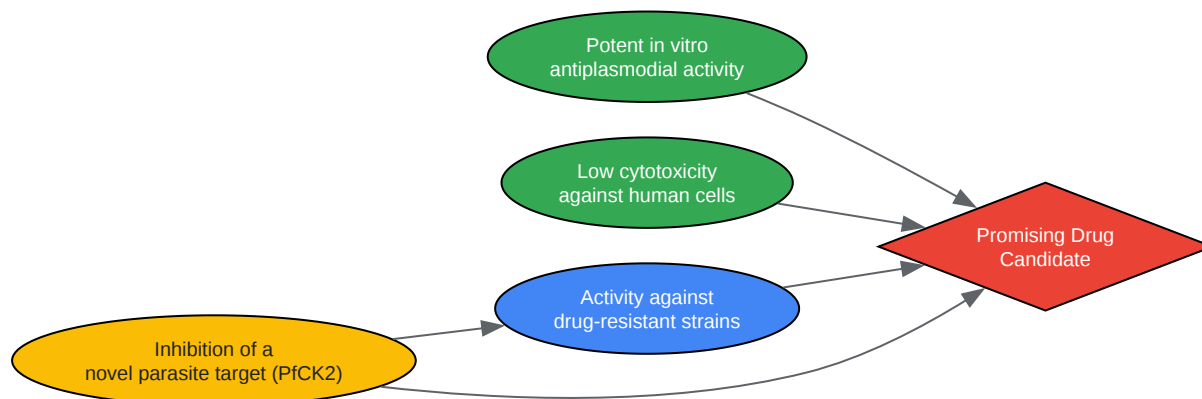 Potent in vitro
antiplasmodial activity
Low cytotoxicity
against human cells
Promising Drug
Candidate
Activity against
drug-resistant strains
Inhibition of a
novel parasite target (PfCK2)